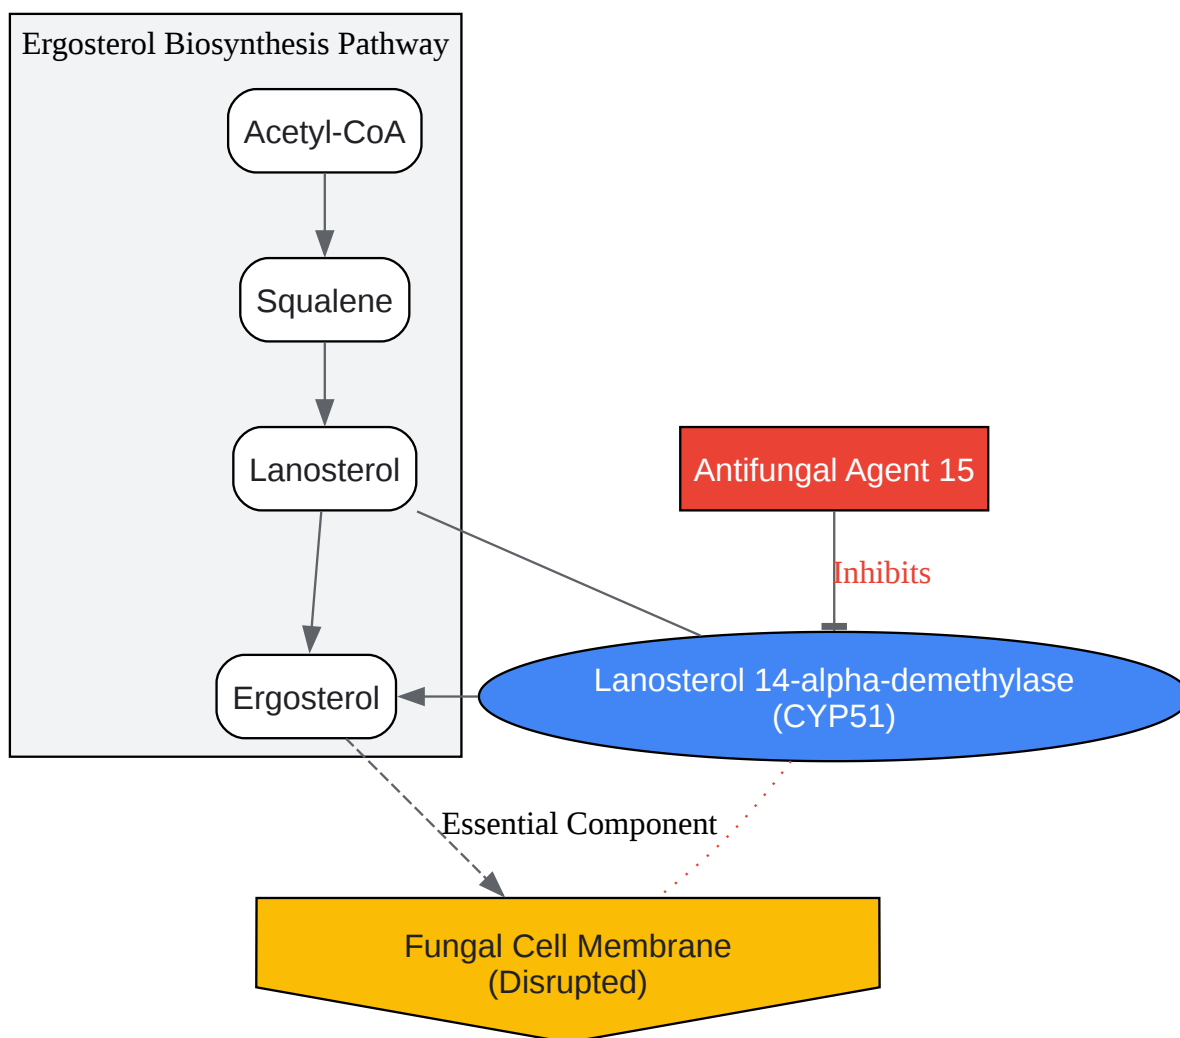 Ergosterol Biosynthesis Pathway
Acetyl-CoA
Squalene
Lanosterol
Antifungal Agent 15
Inhibits
Lanosterol 14-alpha-demethylase
(CYP51)
Ergosterol
Essential Component
Fungal Cell Membrane
(Disrupted)